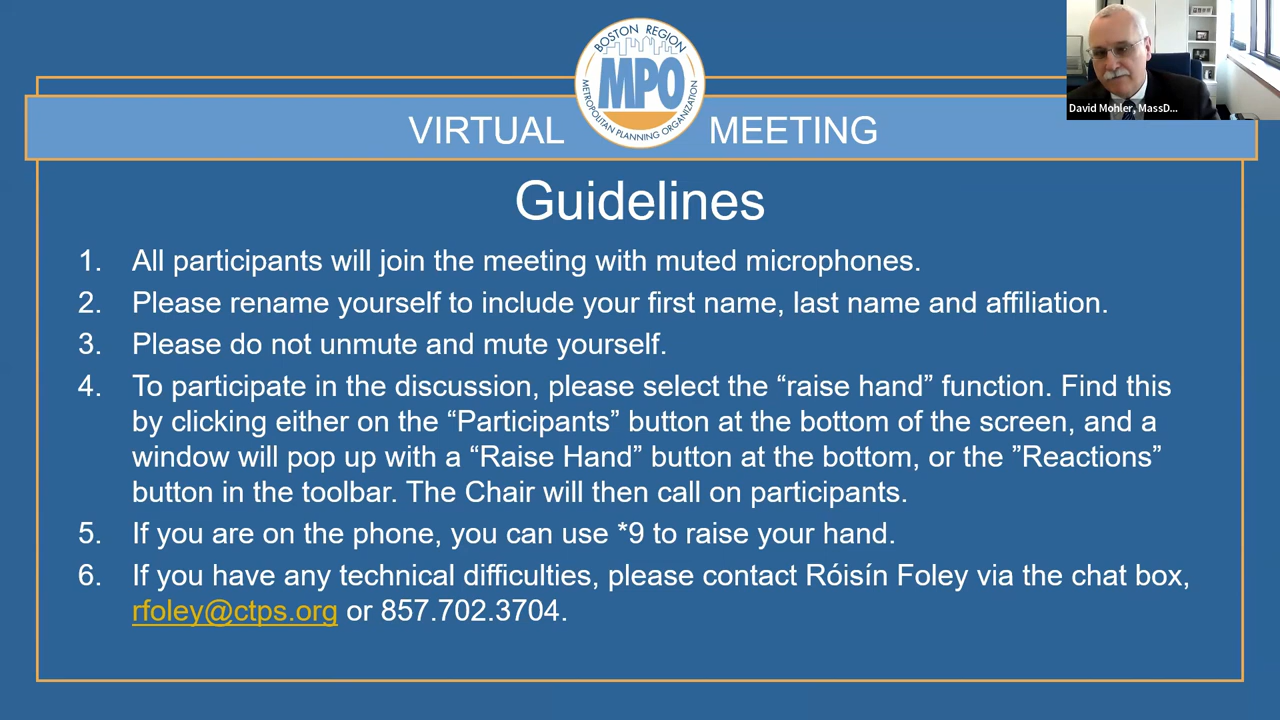 BOSTON REGION
MPO
METROPOLITAN PLANNING ORGANIZATION
VIRTUAL MEETING
David Mohler, MassD...
Guidelines
1. All participants will join the meeting with muted microphones.
2. Please rename yourself to include your first name, last name and affiliation.
3. Please do not unmute and mute yourself.
4. To participate in the discussion, please select the “raise hand” function. Find this
by clicking either on the “Participants” button at the bottom of the screen, and a
window will pop up with a “Raise Hand” button at the bottom, or the ”Reactions”
button in the toolbar. The Chair will then call on participants.
5. If you are on the phone, you can use *9 to raise your hand.
6. If you have any technical difficulties, please contact Róisín Foley via the chat box,
rfoley@ctps.org or 857.702.3704.